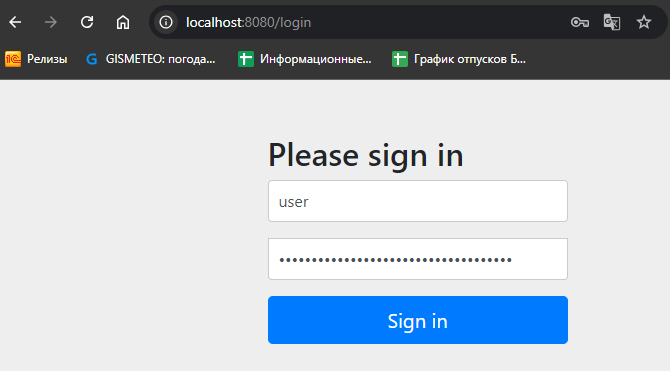 localhost:8080/login
Релизы GISMETEO: погода... Информационные... График отпусков Б...
Please sign in
user
••••••••••••••••••••••••••••••••••••
Sign in